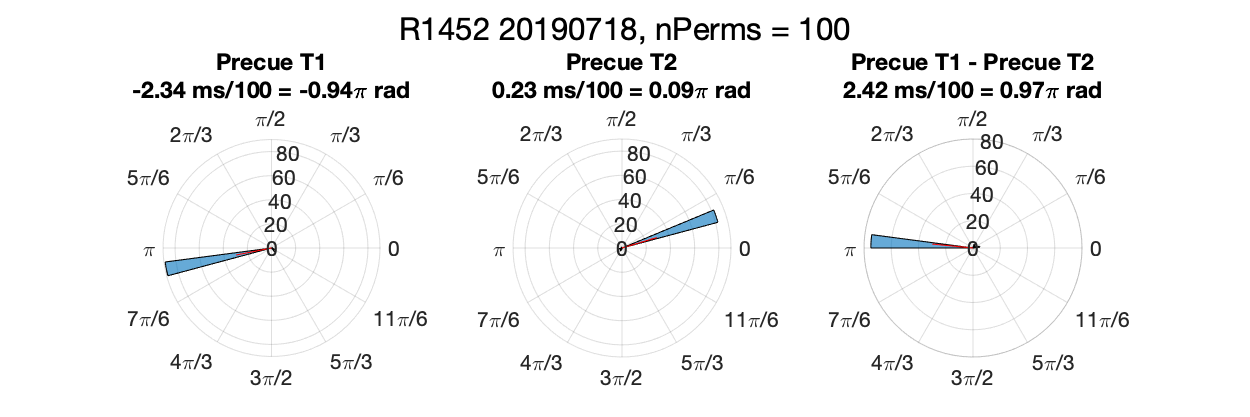 R1452 20190718, nPerms = 100
Precue T1
-2.34 ms/100 = -0.94π rad
π/2
2π/3
π/3
80
5π/6
60
π/6
40
20
π
0
0
7π/6
11π/6
4π/3
5π/3
3π/2
Precue T2
0.23 ms/100 = 0.09π rad
π/2
2π/3
π/3
80
5π/6
60
π/6
40
20
π
0
0
7π/6
11π/6
4π/3
5π/3
3π/2
Precue T1 - Precue T2
2.42 ms/100 = 0.97π rad
π/2
2π/3
π/3
80
60
5π/6
π/6
40
20
π
0
0
7π/6
11π/6
4π/3
5π/3
3π/2